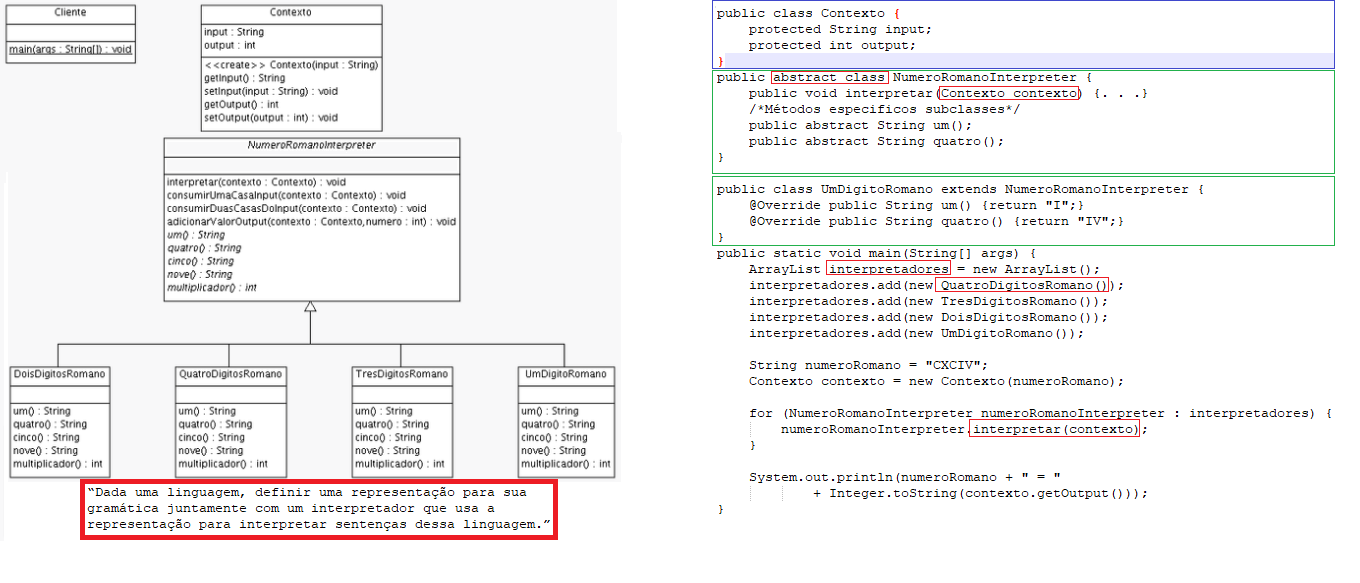 Cliente
main(args : String[]) : void
Contexto
input : String
output : int
<<create>> Contexto(input : String)
getInput() : String
setInput(input : String) : void
getOutput() : int
setOutput(output : int) : void
NumeroRomanoInterpreter
interpretar(contexto : Contexto) : void
consumirUmaCasaInput(contexto : Contexto) : void
consumirDuasCasasDoInput(contexto : Contexto) : void
adicionarValorOutput(contexto : Contexto,numero : int) : void
um() : String
quatro() : String
cinco() : String
nove() : String
multiplicador() : int
DoisDigitosRomano
um() : String
quatro() : String
cinco() : String
nove() : String
multiplicador() : int
QuatroDigitosRomano
um() : String
quatro() : String
cinco() : String
nove() : String
multiplicador() : int
TresDigitosRomano
um() : String
quatro() : String
cinco() : String
nove() : String
multiplicador() : int
UmDigitoRomano
um() : String
quatro() : String
cinco() : String
nove() : String
multiplicador() : int
“Dada uma linguagem, definir uma representação para sua
gramática juntamente com um interpretador que usa a
representação para interpretar sentenças dessa linguagem.”
public class Contexto {
protected String input;
protected int output;
}
public abstract class NumeroRomanoInterpreter {
public void interpretar(Contexto contexto) {. . .}
/*Métodos especificos subclasses*/
public abstract String um();
public abstract String quatro();
}
public class UmDigitoRomano extends NumeroRomanoInterpreter {
@Override public String um() {return "I";}
@Override public String quatro() {return "IV";}
}
public static void main(String[] args) {
ArrayList interpretadores = new ArrayList();
interpretadores.add(new QuatroDigitosRomano());
interpretadores.add(new TresDigitosRomano());
interpretadores.add(new DoisDigitosRomano());
interpretadores.add(new UmDigitoRomano());
String numeroRomano = "CXCIV";
Contexto contexto = new Contexto(numeroRomano);
for (NumeroRomanoInterpreter numeroRomanoInterpreter : interpretadores) {
numeroRomanoInterpreter.interpretar(contexto);
}
System.out.println(numeroRomano + " = "
+ Integer.toString(contexto.getOutput()));
}